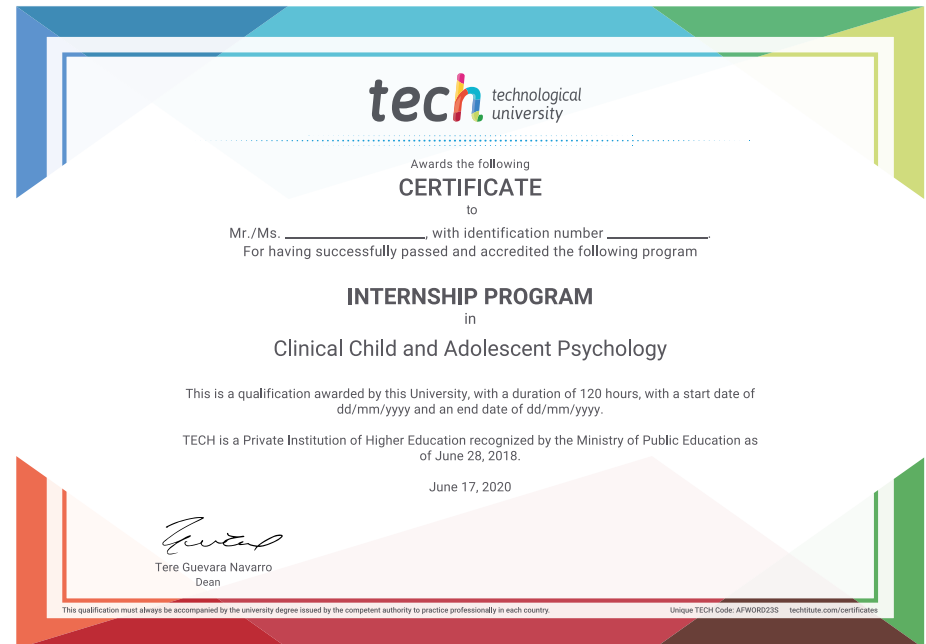 tech technological
university
Awards the following
CERTIFICATE
to
Mr./Ms. ____________________, with identification number ______________.
For having successfully passed and accredited the following program
INTERNSHIP PROGRAM
in
Clinical Child and Adolescent Psychology
This is a qualification awarded by this University, with a duration of 120 hours, with a start date of
dd/mm/yyyy and an end date of dd/mm/yyyy.
TECH is a Private Institution of Higher Education recognized by the Ministry of Public Education as
of June 28, 2018.
June 17, 2020
Tere Guevara Navarro
Dean
This qualification must always be accompanied by the university degree issued by the competent authority to practice professionally in each country.
Unique TECH Code: AFWORD23S techtitute.com/certificates